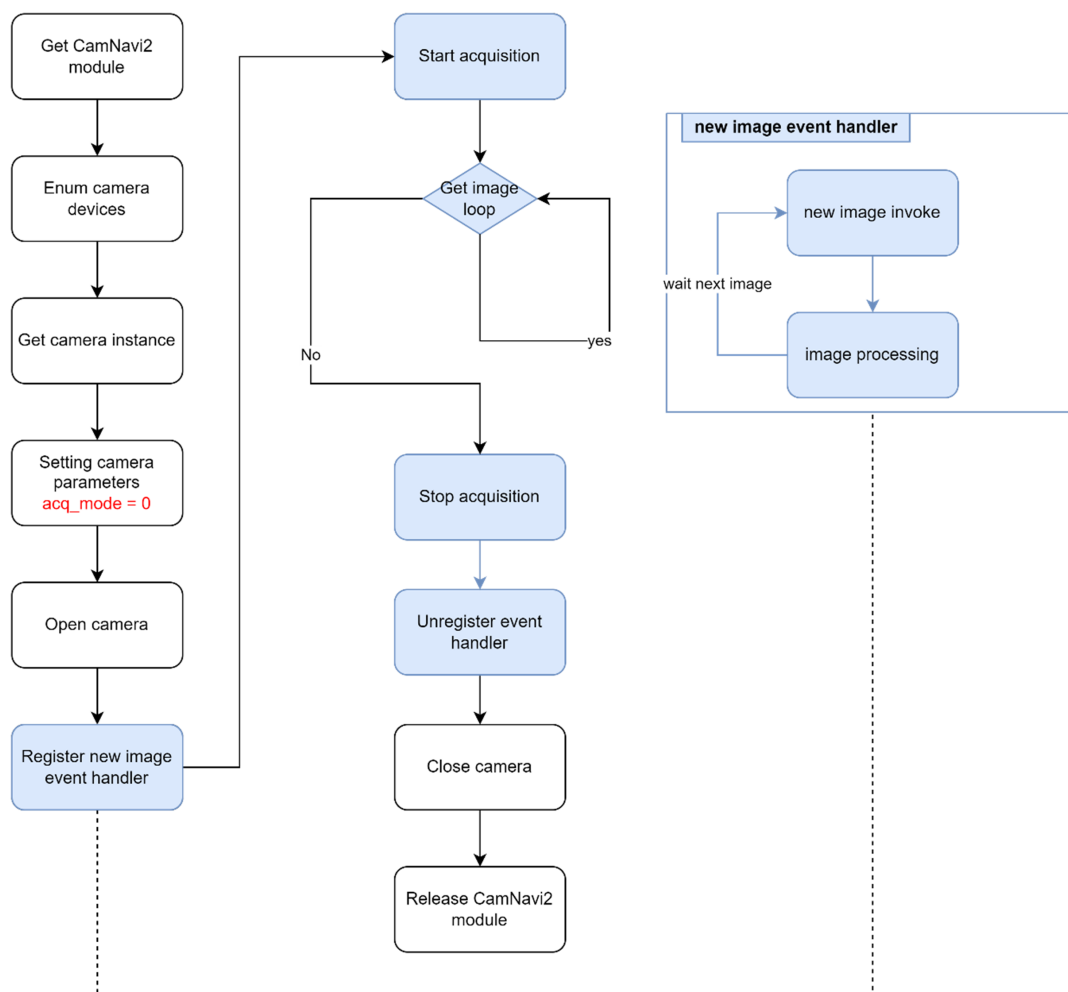 Get CamNavi2
module
Enum camera
devices
Get camera instance
Setting camera
parameters
acq_mode = 0
Open camera
Register new image
event handler
Start acquisition
Get image
loop
yes
No
Stop acquisition
Unregister event
handler
Close camera
Release CamNavi2
module
new image event handler
new image invoke
wait next image
image processing